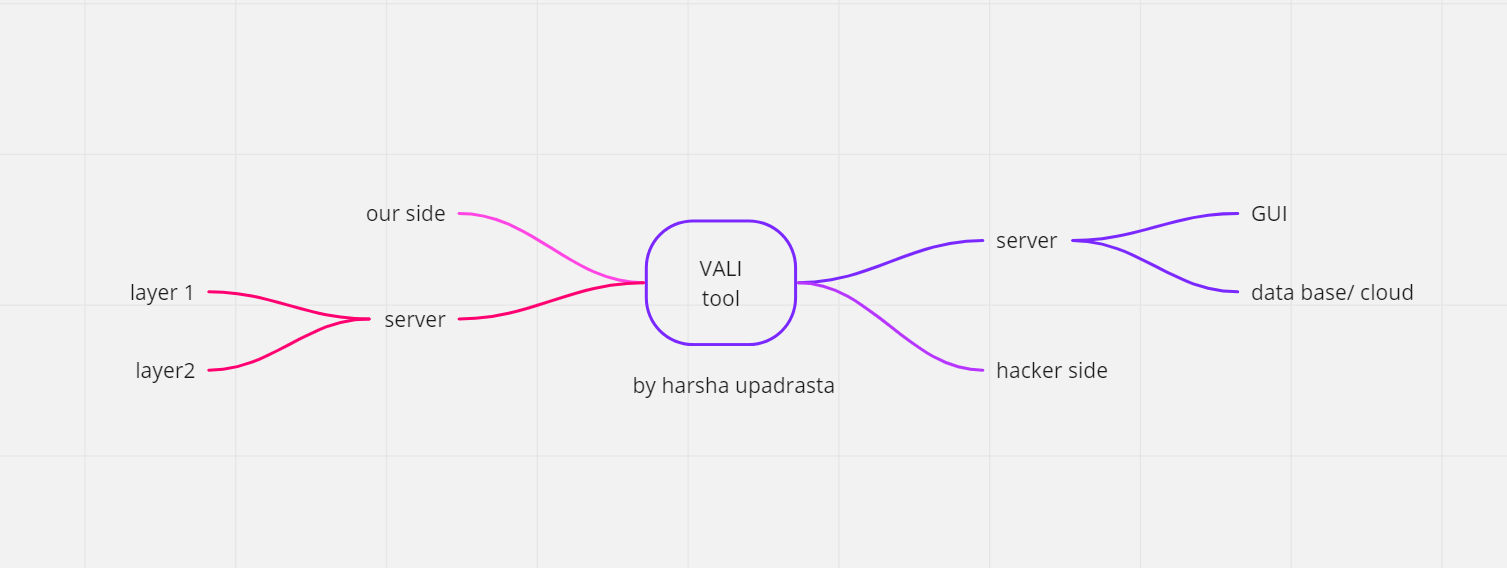 our side
layer 1
server
layer2
VALI
tool
by harsha upadrasta
server
GUI
data base/ cloud
hacker side